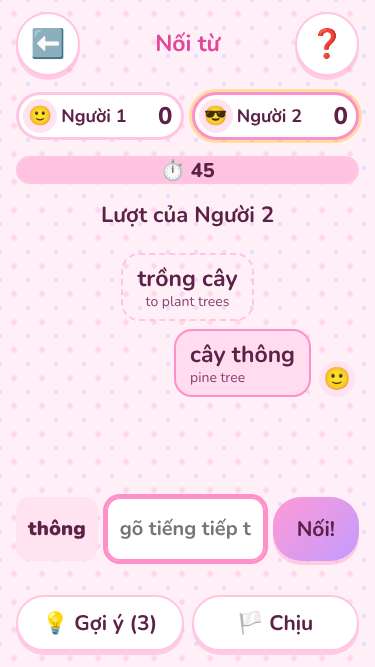 Nối từ
Người 1 0
Người 2 0
45
Lượt của Người 2
trồng cây
to plant trees
cây thông
pine tree
thông
gõ tiếng tiếp t
Nối!
Gợi ý (3)
Chịu